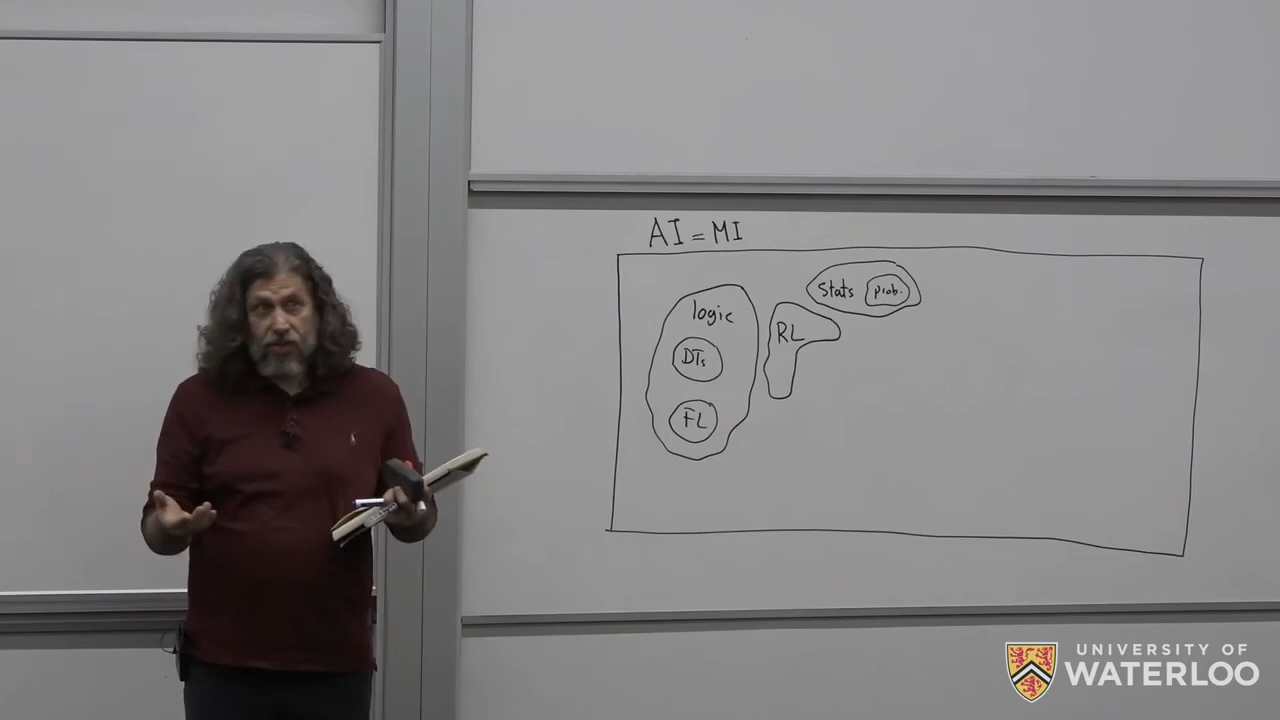 AI = MI
Stats prob.
logic
RL
DTs
FL
UNIVERSITY OF
WATERLOO